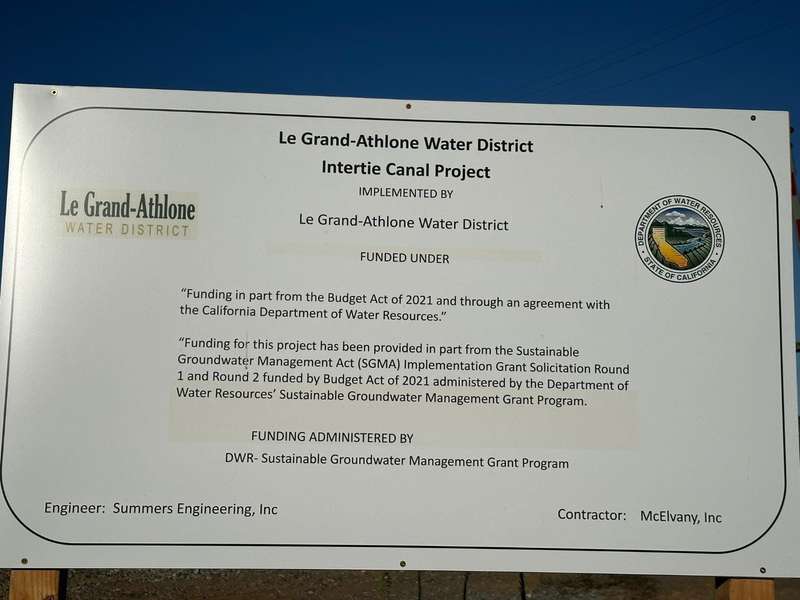 Le Grand-Athlone Water District
Intertie Canal Project
IMPLEMENTED BY
Le Grand-Athlone
WATER DISTRICT
Le Grand-Athlone Water District
DEPARTMENT OF WATER RESOURCES
STATE OF CALIFORNIA
FUNDED UNDER
“Funding in part from the Budget Act of 2021 and through an agreement with
the California Department of Water Resources.”
“Funding for this project has been provided in part from the Sustainable
Groundwater Management Act (SGMA) Implementation Grant Solicitation Round
1 and Round 2 funded by Budget Act of 2021 administered by the Department of
Water Resources’ Sustainable Groundwater Management Grant Program.
FUNDING ADMINISTERED BY
DWR- Sustainable Groundwater Management Grant Program
Engineer: Summers Engineering, Inc
Contractor: McElvany, Inc